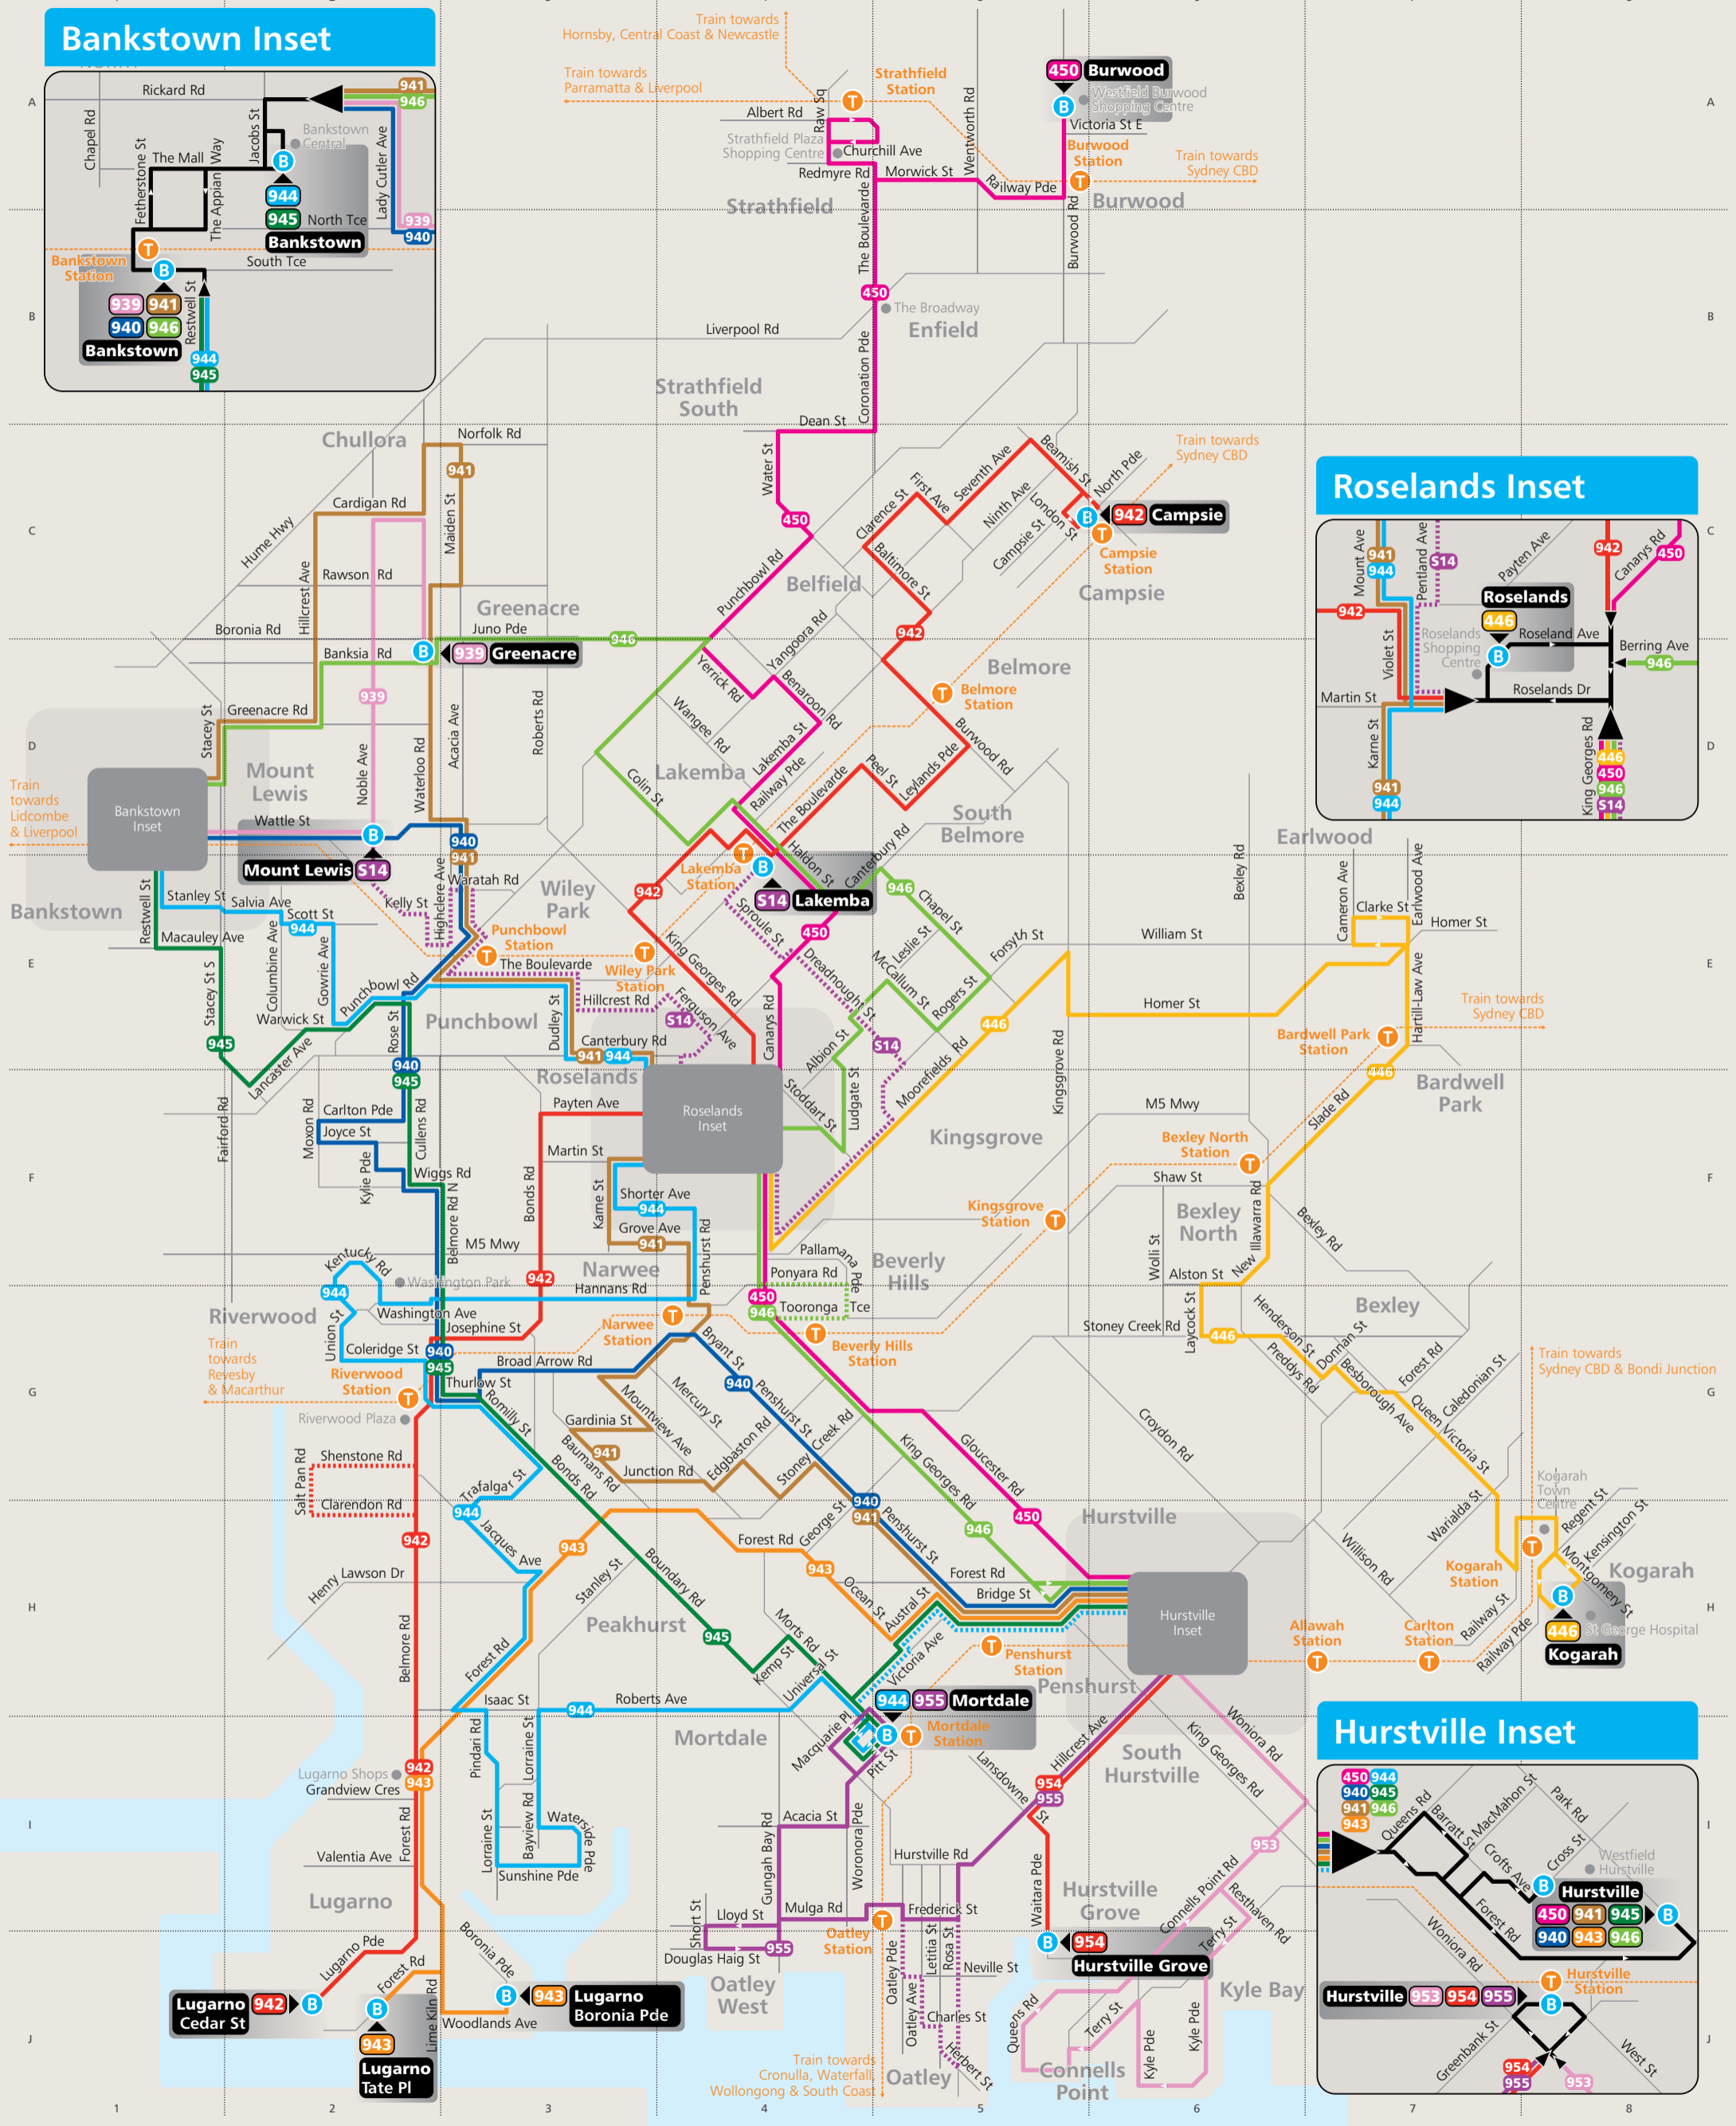 Bankstown Inset
Rickard Rd
941
946
Chapel Rd
Jacobs St
Bankstown
Central
The Mall
The Appian Way
Fetherstone St
Lady Cutler Ave
B
944
945
North Tce
Bankstown
939
940
T
Bankstown
Station
B
South Tce
Restwell St
939 941
940 946
Bankstown
944
945
Train towards
Hornsby, Central Coast & Newcastle
Train towards
Parramatta & Liverpool
Strathfield
Station
T
Albert Rd
Raw Sq
Strathfield Plaza
Shopping Centre
Churchill Ave
Redmyre Rd
Morwick St
Wentworth Rd
Railway Pde
450 Burwood
B
Westfield Burwood
Shopping Centre
Victoria St E
Burwood
Station
T
Train towards
Sydney CBD
Burwood
Strathfield
The Boulevarde
Burwood Rd
450
The Broadway
Enfield
Liverpool Rd
Coronation Pde
Strathfield
South
Dean St
Chullora
Norfolk Rd
941
Water St
450
Cardigan Rd
Hume Hwy
Maiden St
Rawson Rd
Hillcrest Ave
Greenacre
Boronia Rd
Juno Pde
946
Banksia Rd
B
939 Greenacre
Punchbowl Rd
Belfield
Clarence St
First Ave
Seventh Ave
Beamish St
North Pde
Ninth Ave
London St
Campsie St
B
942 Campsie
T
Campsie
Station
Train towards
Sydney CBD
Campsie
Baltimore St
942
Yangoora Rd
Belmore
T
Belmore
Station
Yerrick Rd
Benaroon Rd
Wangee Rd
Lakemba St
Railway Pde
Burwood Rd
Leylands Pde
Peel St
The Boulevarde
Lakemba
Colin St
South
Belmore
Canterbury Rd
Haldon St
Roselands Inset
Mount Ave
941
944
Pentland Ave
S14
Payten Ave
942
Canarys Rd
450
Roselands
446
942
Roselands
Shopping
Centre
B
Roseland Ave
Berring Ave
946
Violet St
Martin St
Roselands Dr
Karne St
941
944
King Georges Rd
446
450
946
S14
Greenacre Rd
Stacey St
939
Noble Ave
Waterloo Rd
Acacia Ave
Roberts Rd
Mount
Lewis
Bankstown
Inset
Train
towards
Lidcombe
& Liverpool
Wattle St
B
Mount Lewis S14
940
941
Bankstown
Restwell St
Stanley St
Salvia Ave
Scott St
944
Macauley Ave
Columbine Ave
Gowrie Ave
Kelly St
Highclere Ave
Waratah Rd
Wiley
Park
942
T
Lakemba
Station
B
S14 Lakemba
946
Punchbowl
Station
T
The Boulevarde
T
Wiley Park
Station
King Georges Rd
Sproule St
450
Dreadnought St
McCallum St
Leslie St
Chapel St
Rogers St
Forsyth St
William St
Bexley Rd
Earlwood
Cameron Ave
Earlwood Ave
Clarke St
Homer St
Hartill-Law Ave
Homer St
446
Bardwell Park
Station
T
Train towards
Sydney CBD
446
Bardwell
Park
Slade Rd
Punchbowl Rd
Warwick St
Stacey St S
945
Lancaster Ave
Punchbowl
Rose St
940
945
Dudley St
Hillcrest Rd
Ferguson Ave
S14
Canterbury Rd
941 944
Canarys Rd
Albion St
S14
Moorefields Rd
Kingsgrove Rd
Roselands
Roselands
Inset
Stoddart St
Ludgate St
Kingsgrove
M5 Mwy
Fairford Rd
Moxon Rd
Carlton Pde
Joyce St
Kylie Pde
Cullens Rd
Wiggs Rd
Belmore Rd N
Payten Ave
Martin St
Bonds Rd
Karne St
Shorter Ave
944
Grove Ave
941
Penshurst Rd
M5 Mwy
Narwee
Hannans Rd
942
Pallamana Pde
Ponyara Rd
Tooronga Tce
Beverly
Hills
450
946
T
Beverly Hills
Station
Kingsgrove
Station
T
Bexley North
Station
T
Shaw St
Bexley
North
Wolli St
New Illawarra Rd
Bexley Rd
Alston St
Laycock St
Stoney Creek Rd
446
Henderson St
Preddys Rd
Donnan St
Besborough Ave
Forest Rd
Bexley
Queen Victoria St
Caledonian St
Train towards
Sydney CBD & Bondi Junction
Kentucky Rd
Washington Park
944
Washington Ave
Riverwood
Union St
Josephine St
Coleridge St
940
945
Train
towards
Revesby
& Macarthur
Riverwood
Station
T
Riverwood Plaza
Thurlow St
Romilly St
Broad Arrow Rd
Narwee
Station
T
Bryant St
940
Penshurst St
Mercury St
Mountview Ave
Gardinia St
941
Baumans Rd
Junction Rd
Edgbaston Rd
Stoney Creek Rd
King Georges Rd
Gloucester Rd
Croydon Rd
Shenstone Rd
Salt Pan Rd
Clarendon Rd
942
Trafalgar St
944
Jacques Ave
Bonds Rd
943
Forest Rd
George St
940
941
Penshurst St
946
450
Hurstville
Forest Rd
Bridge St
Hurstville
Inset
Henry Lawson Dr
Stanley St
Boundary Rd
943
Ocean St
Austral St
Victoria Ave
Peakhurst
945
Morts Rd
Kemp St
Universal St
Belmore Rd
Forest Rd
T
Penshurst
Station
Penshurst
Allawah
Station
T
Carlton
Station
T
Willison Rd
Warialda St
Railway St
Railway Pde
Kogarah
Town
Centre
Regent St
Kensington St
Montgomery St
T
Kogarah
Station
Kogarah
B
446
St George Hospital
Kogarah
Isaac St
944
Roberts Ave
944 955 Mortdale
B
T
Mortdale
Station
Mortdale
Macquarie Pl
Pitt St
Pindari Rd
Lorraine St
Lugarno Shops
942
943
Grandview Cres
Forest Rd
Valentia Ave
Lorraine St
Bayview Rd
Waterside Pde
Sunshine Pde
Acacia St
Gungah Bay Rd
Woronora Pde
Hurstville Rd
Lansdowne St
Hillcrest Ave
954
955
South
Hurstville
Woniora Rd
King Georges Rd
953
Connells Point Rd
Waitara Pde
Hurstville
Grove
Resthaven Rd
Terry St
Lugarno
Lloyd St
Mulga Rd
Short St
Douglas Haig St
955
Frederick St
T
Oatley
Station
Letitia St
Rosa St
Neville St
Oatley Pde
Oatley Ave
Charles St
Herbert St
Oatley
West
Oatley
B
954
Hurstville Grove
Kyle Bay
Queens Rd
Terry St
Kyle Pde
Kyle Pde
Connells
Point
Train towards
Cronulla, Waterfall,
Wollongong & South Coast
Lugarno Pde
Lugarno 942
Cedar St
B
Forest Rd
B
943
Lugarno
Tate Pl
Lime Kiln Rd
Boronia Pde
B
943 Lugarno
Boronia Pde
Woodlands Ave
Hurstville Inset
450 944
940 945
941 946
943
Queens Rd
Barratt St
MacMahon St
Park Rd
Crofts Ave
Cross St
Westfield
Hurstville
B
Hurstville
450 941 945
940 943 946
B
Forest Rd
Woniora Rd
T
Hurstville
Station
Hurstville 953 954 955
B
Greenbank St
West St
954
955
953
A
B
C
D
E
F
G
H
I
J
A
B
C
D
E
F
G
H
I
J
1
2
3
4
5
6
7
8